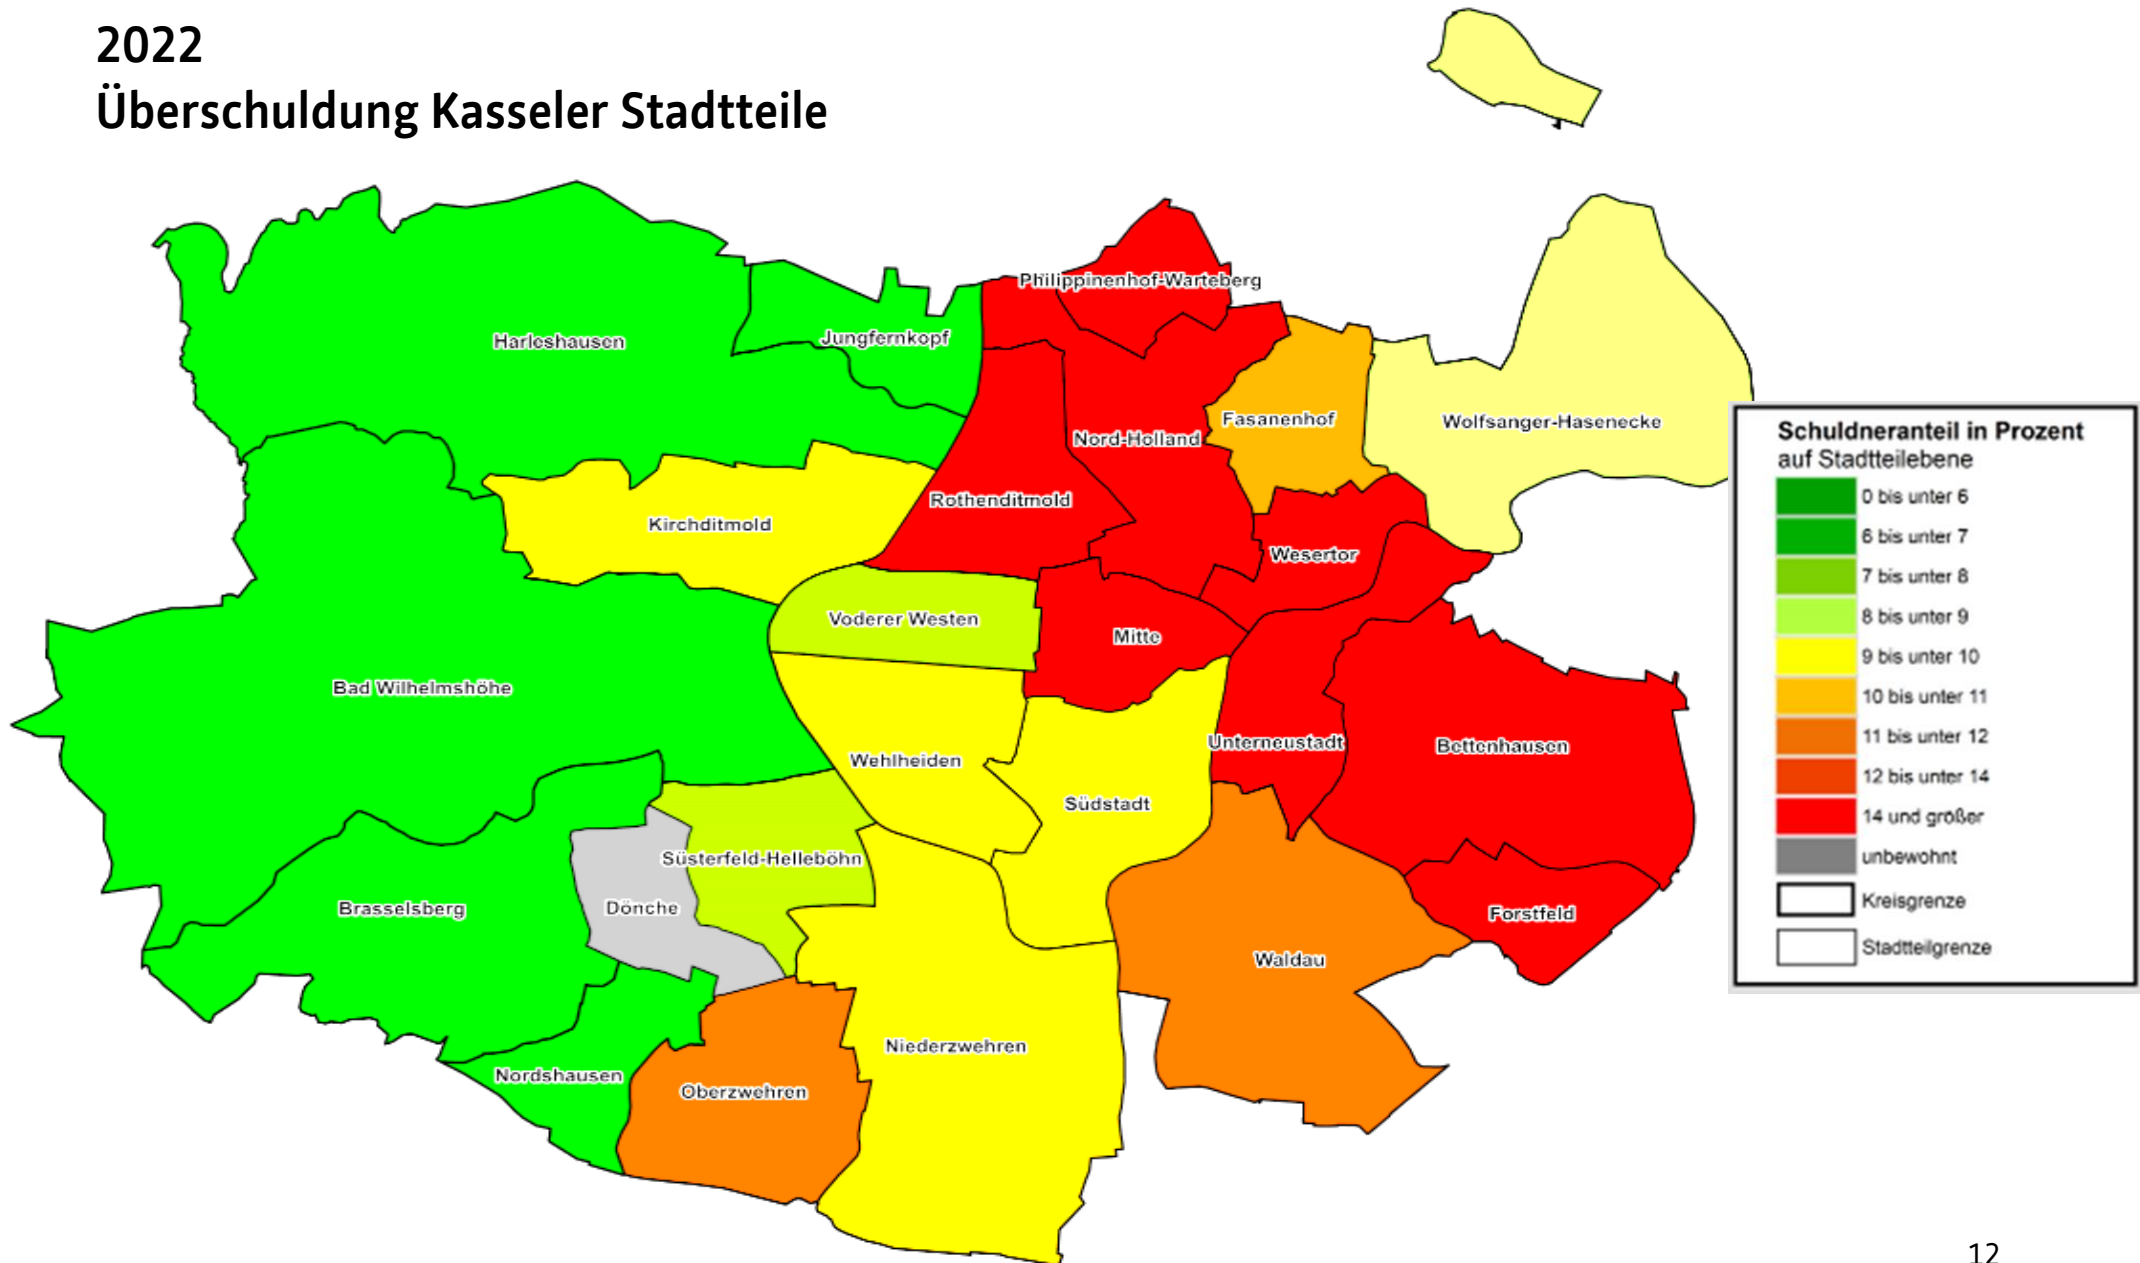 2022
Überschuldung Kasseler Stadtteile
Philippinenhof-Warteberg
Harleshausen
Jungfernkopf
Fasanenhof
Wolfsanger-Hasenecke
Nord-Holland
Rothenditmold
Kirchditmold
Wesertor
Voderer Westen
Mitte
Bad Wilhelmshöhe
Unterneustadt
Bettenhausen
Wehlheiden
Südstadt
Süsterfeld-Helleböhn
Brasselsberg
Dönche
Forstfeld
Waldau
Niederzwehren
Nordshausen
Oberzwehren
Schuldneranteil in Prozent
auf Stadtteilebene
0 bis unter 6
6 bis unter 7
7 bis unter 8
8 bis unter 9
9 bis unter 10
10 bis unter 11
11 bis unter 12
12 bis unter 14
14 und größer
unbewohnt
Kreisgrenze
Stadtteilgrenze
12